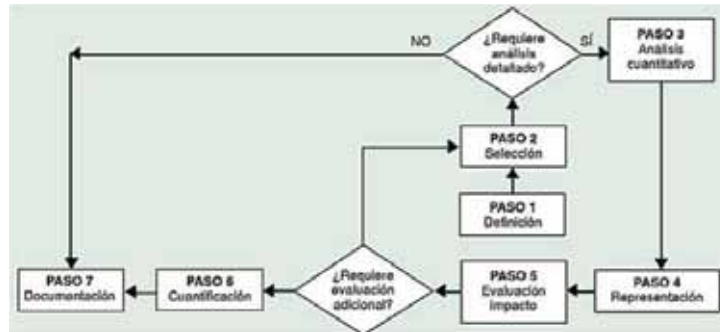 NO
¿Requiere
análisis
detallado?
SÍ
PASO 3
Análisis
cuantitativo
PASO 2
Selección
PASO 1
Definición
PASO 7
Documentación
PASO 6
Cuantificación
¿Requiere
evaluación
adicional?
PASO 5
Evaluación
impacto
PASO 4
Representación